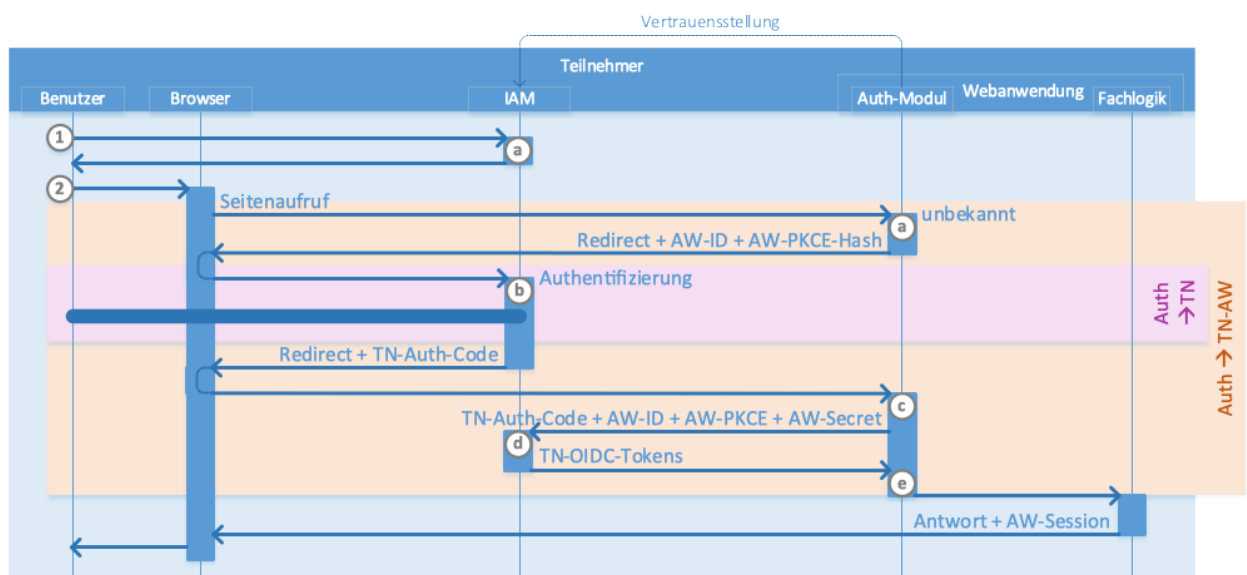 Vertrauensstellung
Teilnehmer
Benutzer
Browser
IAM
Auth-Modul
Webanwendung
Fachlogik
1
a
2
Seitenaufruf
a
unbekannt
Redirect + AW-ID + AW-PKCE-Hash
b
Authentifizierung
Auth
→TN
Auth → TN-AW
Redirect + TN-Auth-Code
c
TN-Auth-Code + AW-ID + AW-PKCE + AW-Secret
d
TN-OIDC-Tokens
e
Antwort + AW-Session